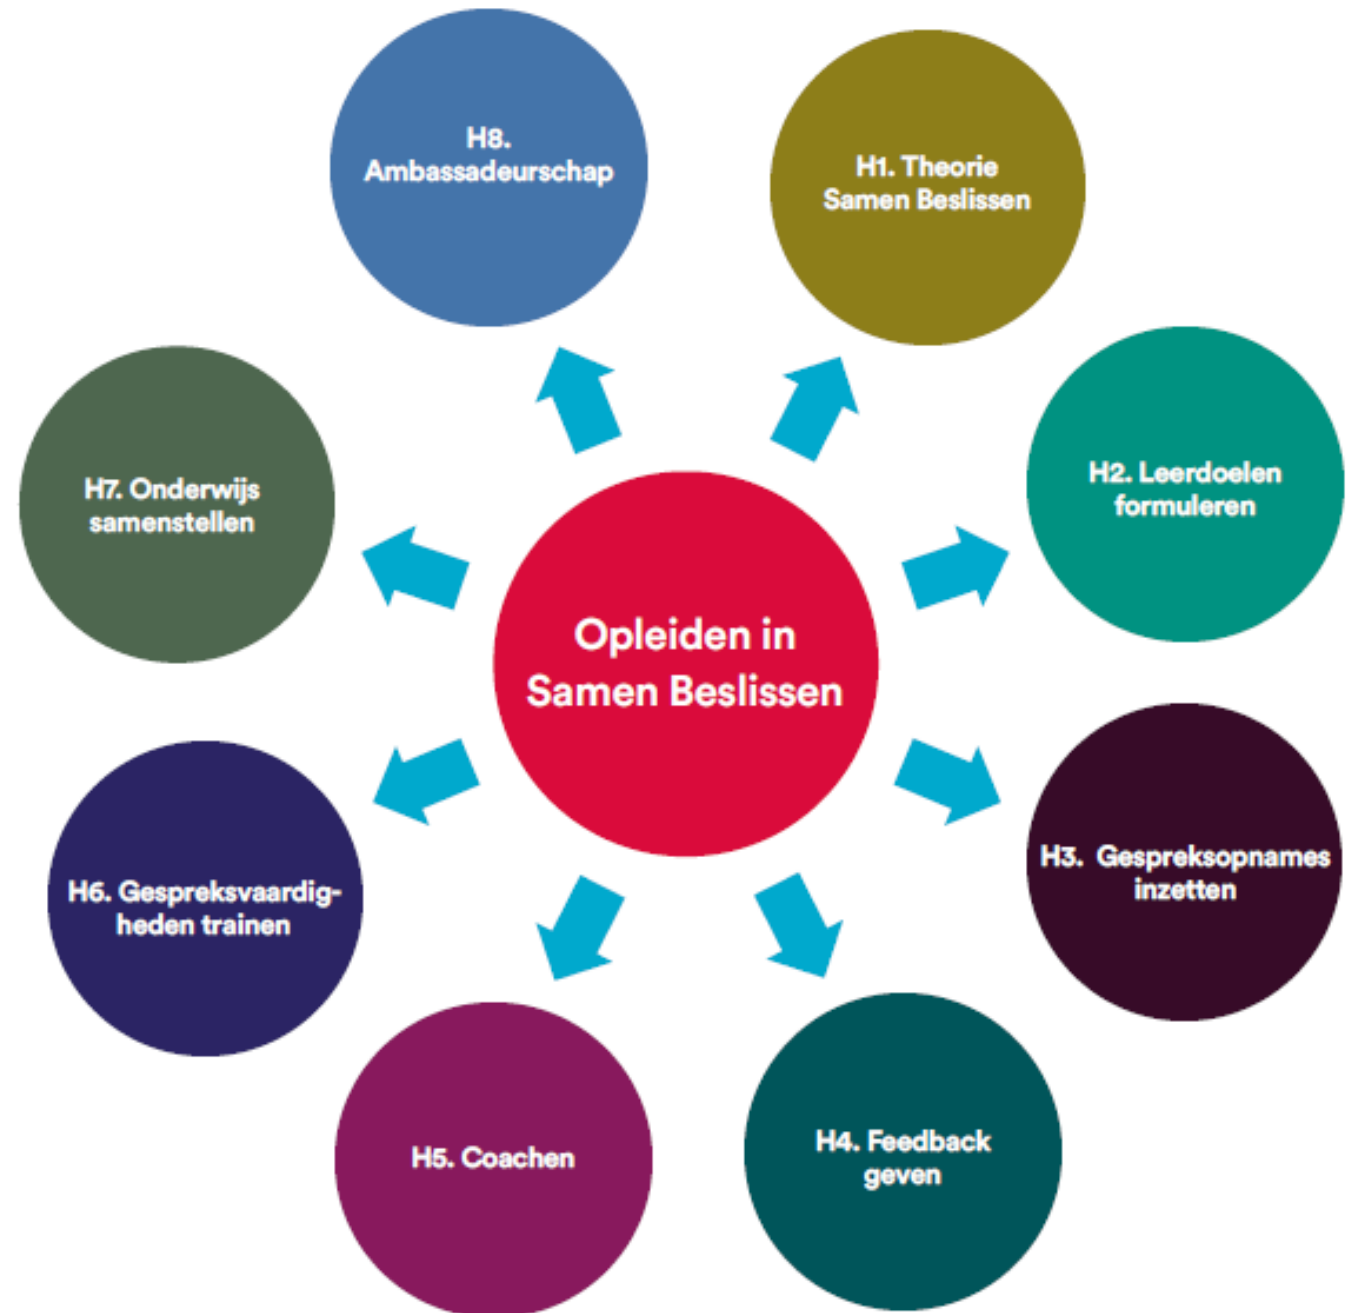 Opleiden in
Samen Beslissen
H1. Theorie
Samen Beslissen
H2. Leerdoelen
formuleren
H3.  Gespreksopnames
inzetten
H4. Feedback
geven
H5. Coachen
H6. Gespreksvaardig-
heden trainen
H7. Onderwijs
samenstellen
H8.
Ambassadeurschap